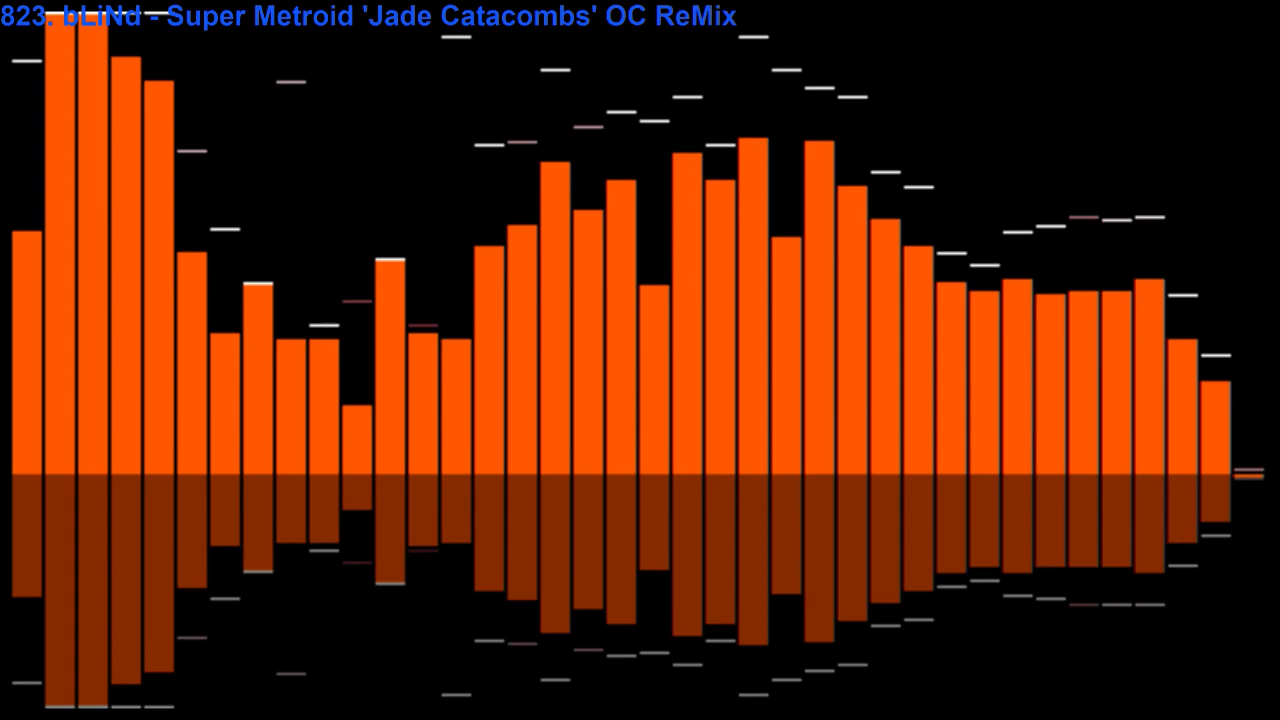 823. bLiNd - Super Metroid 'Jade Catacombs' OC ReMix